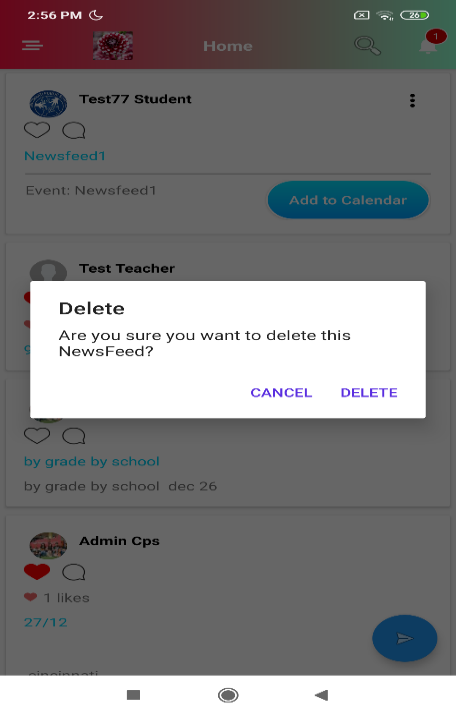 2:56 PM
26
Home
1
Test77 Student
Newsfeed1
Event: Newsfeed1
Add to Calendar
Test Teacher
Delete
Are you sure you want to delete this
NewsFeed?
CANCEL DELETE
by grade by school
by grade by school dec 26
Admin Cps
1 likes
27/12
cincinnati